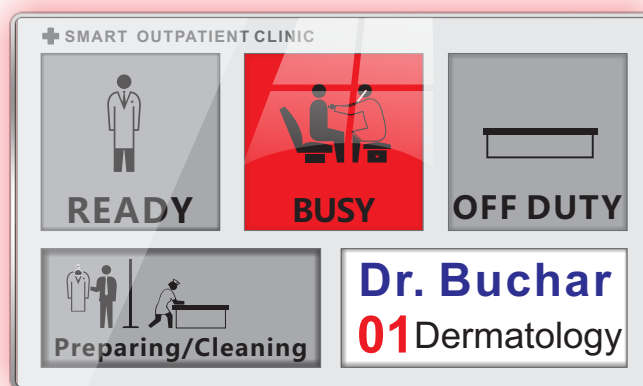 SMART OUTPATIENT CLINIC
READY
BUSY
OFF DUTY
Preparing/Cleaning
Dr. Buchar
01 Dermatology